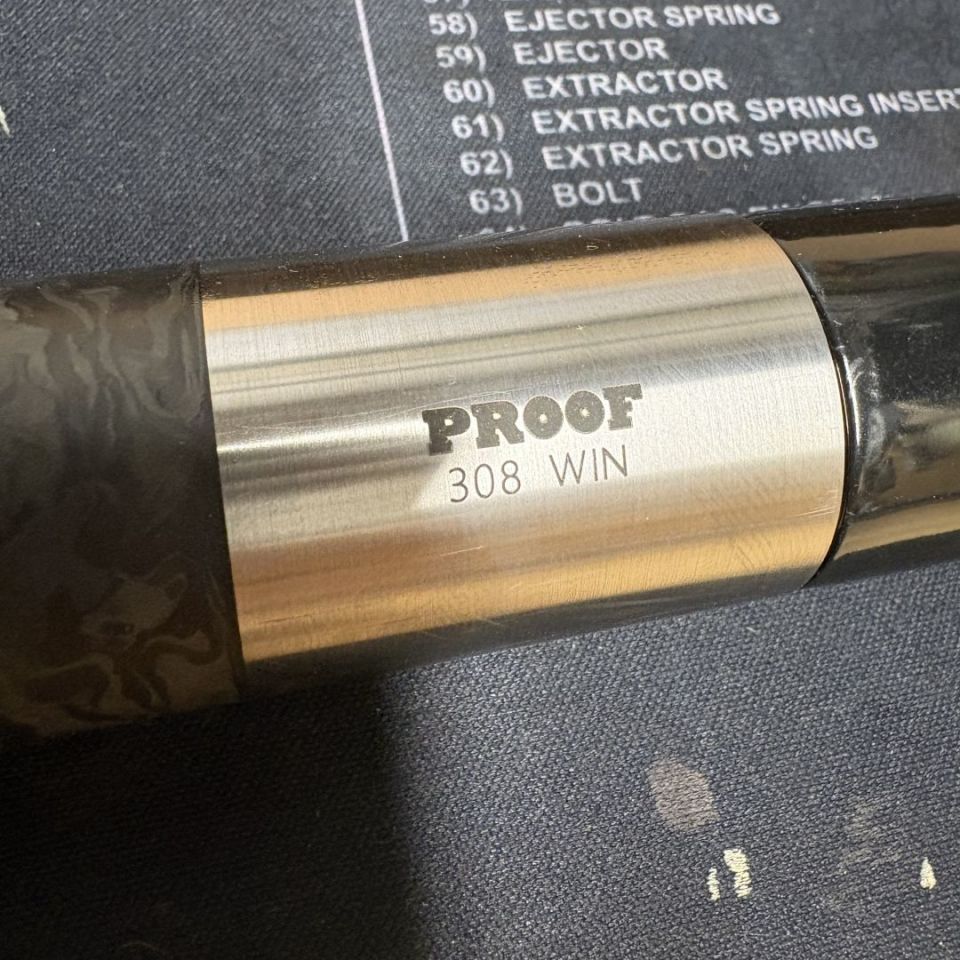 58) EJECTOR SPRING
59) EJECTOR
60) EXTRACTOR
61) EXTRACTOR SPRING INSERT
62) EXTRACTOR SPRING
63) BOLT
PROOF
308 WIN